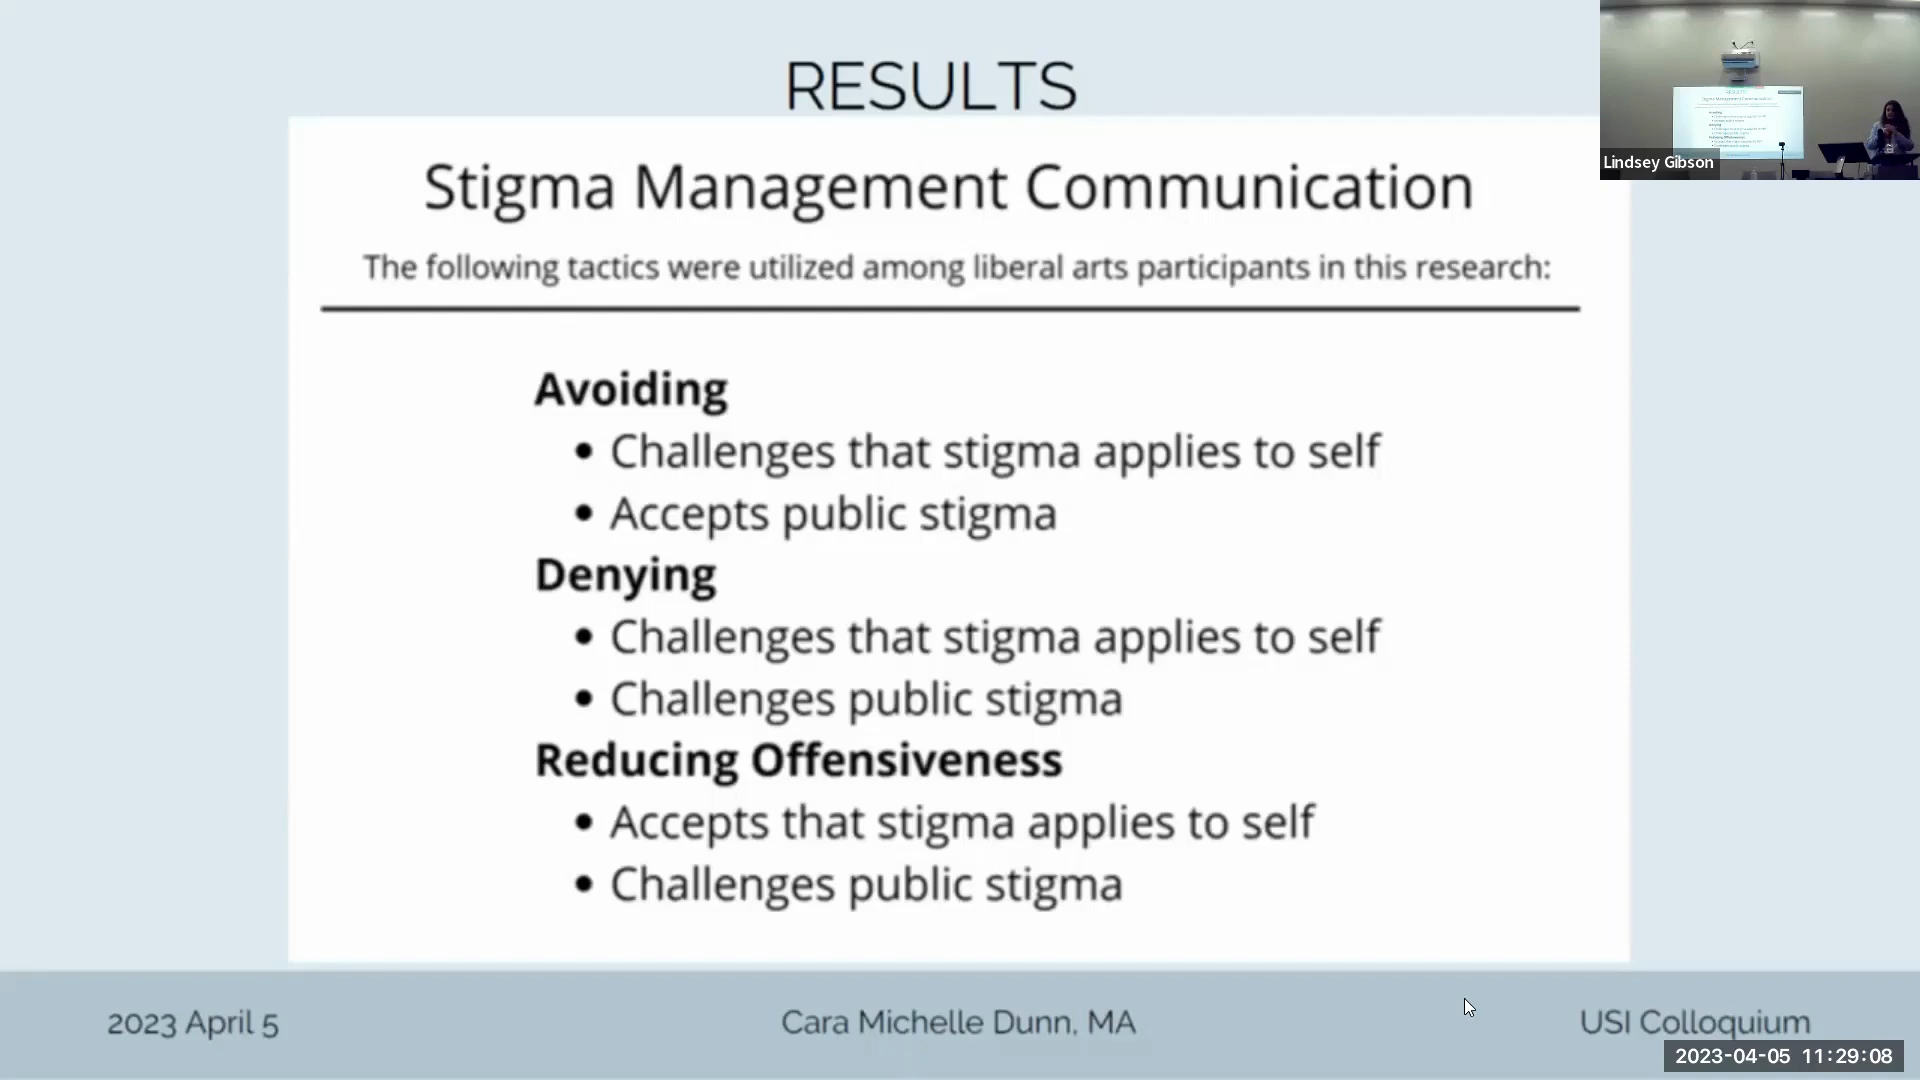 RESULTS
Stigma Management Communication
The following tactics were utilized among liberal arts participants in this research:
Avoiding
• Challenges that stigma applies to self
• Accepts public stigma
Denying
• Challenges that stigma applies to self
• Challenges public stigma
Reducing Offensiveness
• Accepts that stigma applies to self
• Challenges public stigma
2023 April 5
Cara Michelle Dunn, MA
USI Colloquium
2023-04-05 11:29:08
Lindsey Gibson